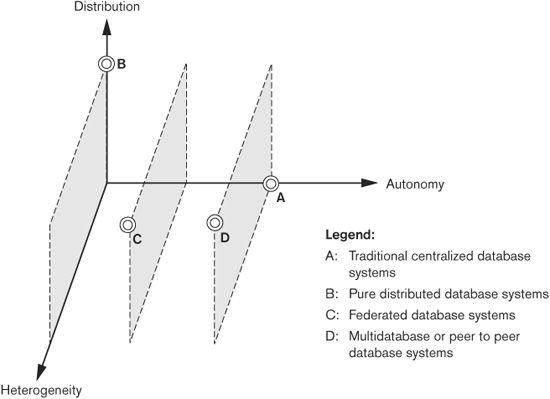 Distribution
B
Autonomy
A
C
D
Legend:
A: Traditional centralized database
systems
B: Pure distributed database systems
C: Federated database systems
D: Multidatabase or peer to peer
database systems
Heterogeneity